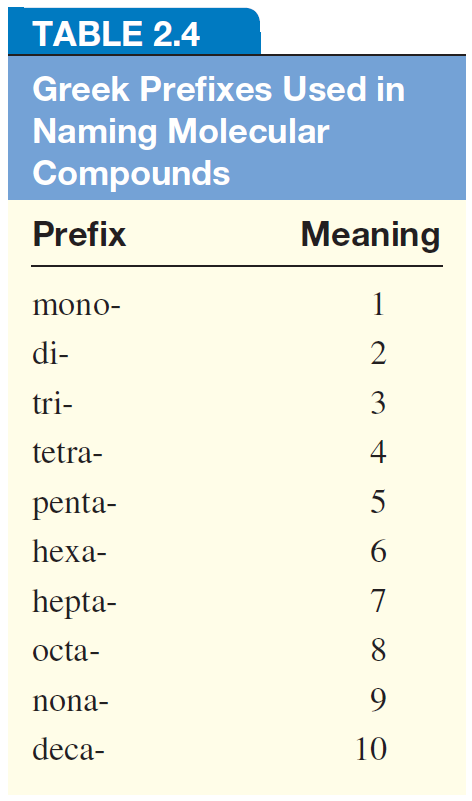 TABLE 2.4
Greek Prefixes Used in
Naming Molecular
Compounds
Prefix Meaning
mono- 1
di- 2
tri- 3
tetra- 4
penta- 5
hexa- 6
hepta- 7
octa- 8
nona- 9
deca- 10